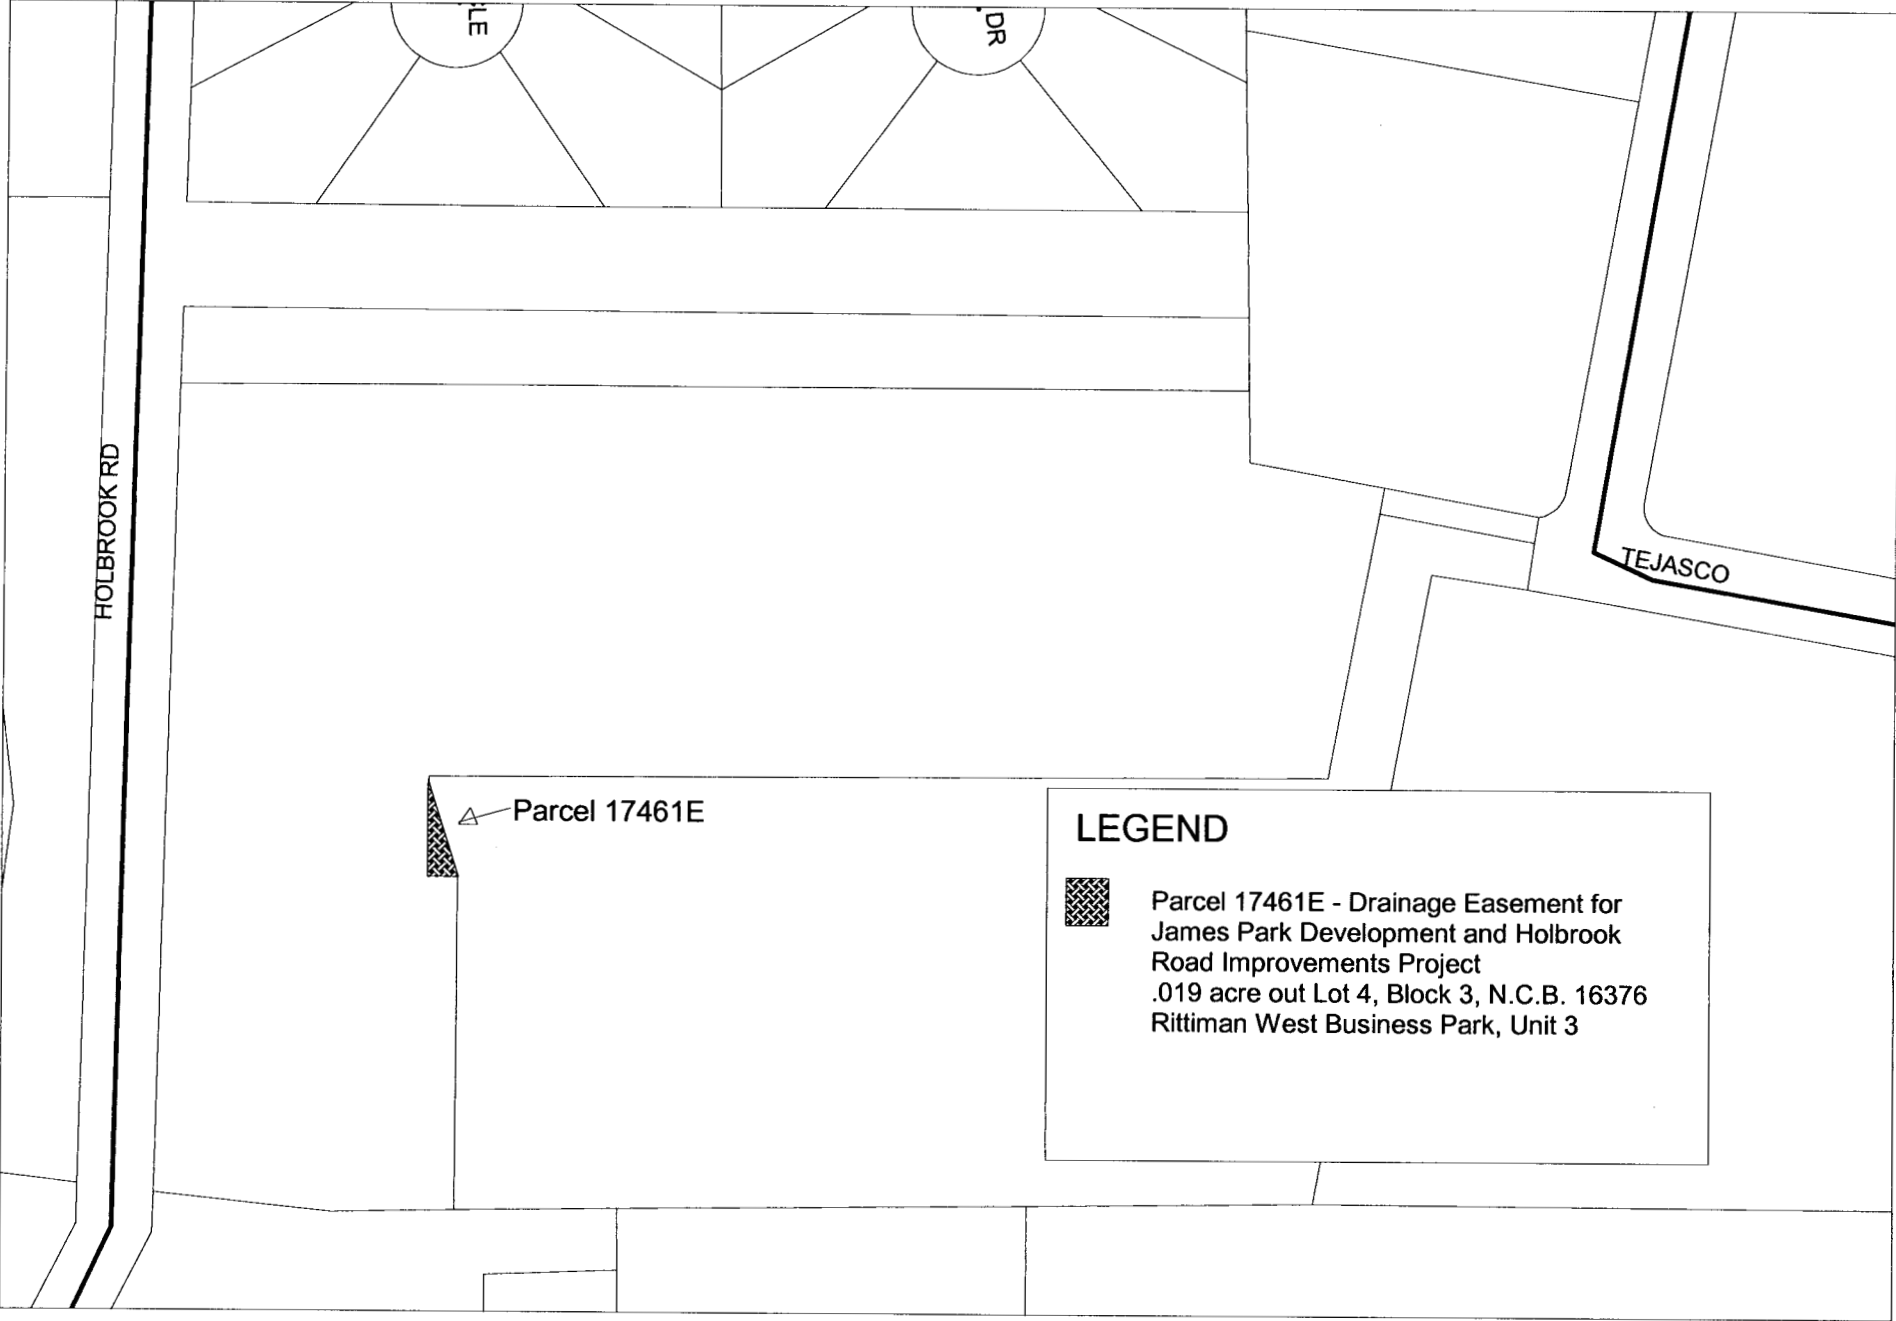 LE
. DR
HOLBROOK RD
TEJASCO
Parcel 17461E
LEGEND
Parcel 17461E - Drainage Easement for
James Park Development and Holbrook
Road Improvements Project
.019 acre out Lot 4, Block 3, N.C.B. 16376
Rittiman West Business Park, Unit 3